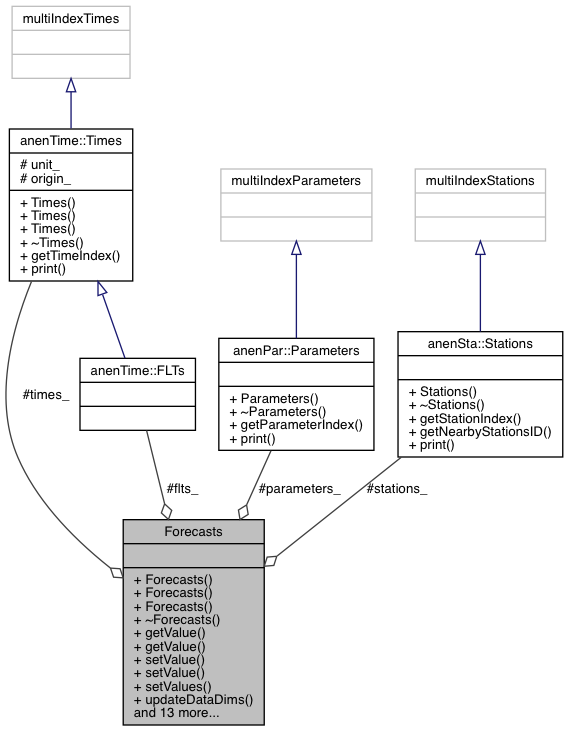 multiIndexTimes
anenTime::Times
# unit_
# origin_
+ Times()
+ Times()
+ Times()
+ ~Times()
+ getTimeIndex()
+ print()
multiIndexParameters
multiIndexStations
anenTime::FLTs
anenPar::Parameters
+ Parameters()
+ ~Parameters()
+ getParameterIndex()
+ print()
anenSta::Stations
+ Stations()
+ ~Stations()
+ getStationIndex()
+ getNearbyStationsID()
+ print()
#times_
#flts_
#parameters_
#stations_
Forecasts
+ Forecasts()
+ Forecasts()
+ Forecasts()
+ ~Forecasts()
+ getValue()
+ getValue()
+ setValue()
+ setValue()
+ setValues()
+ updateDataDims()
and 13 more...